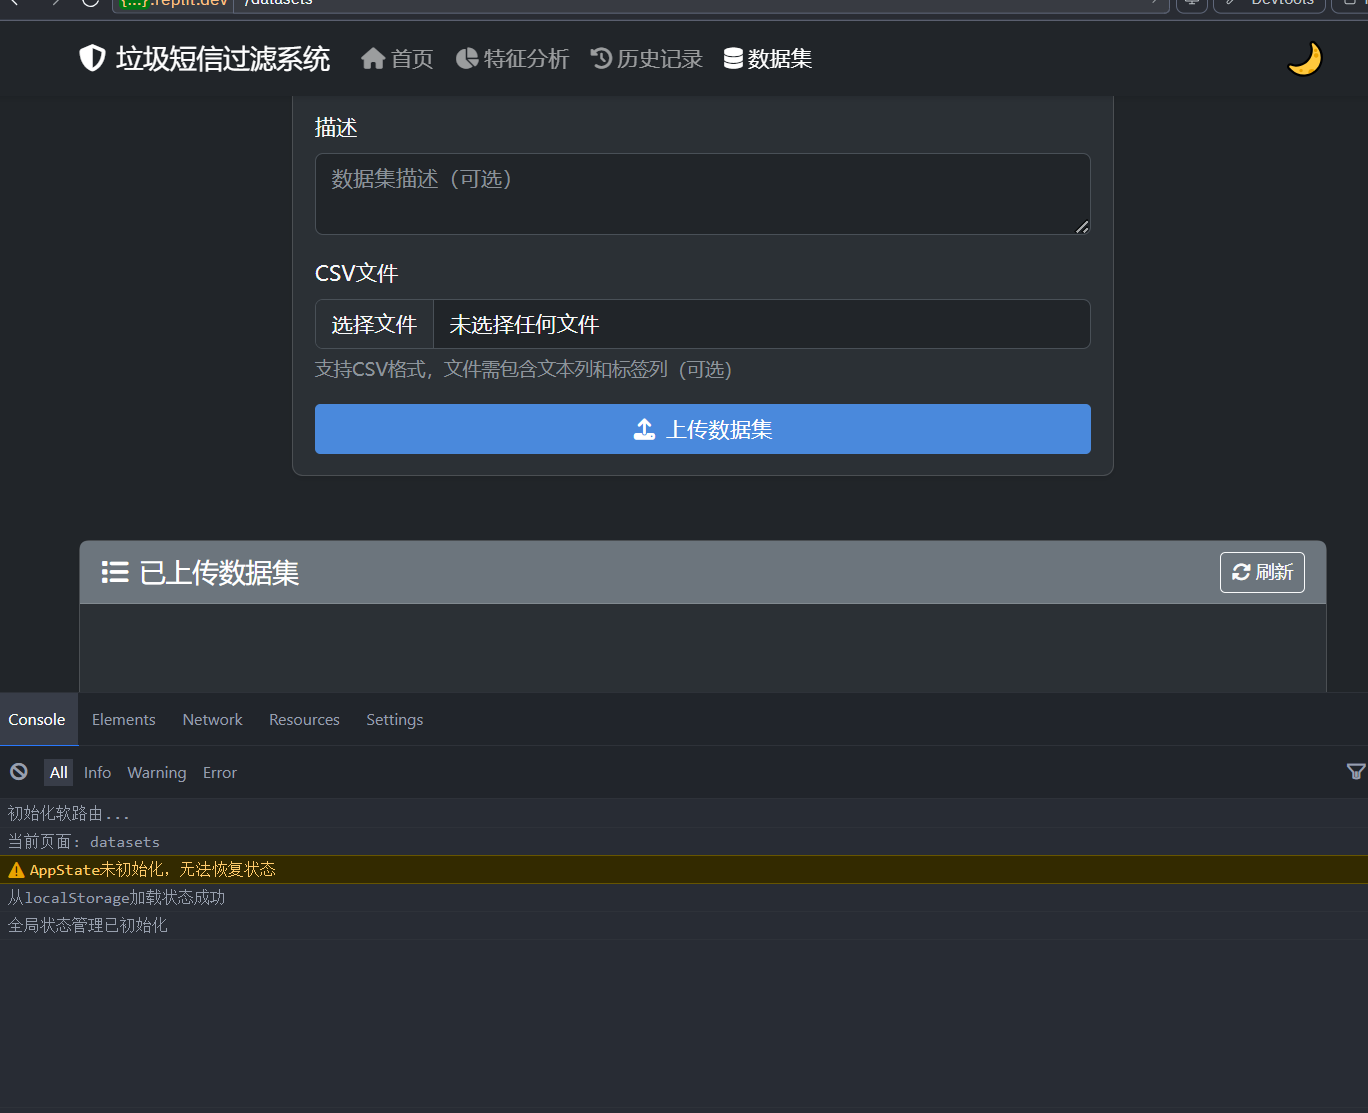 {...}.replit.dev /datasets Devtools
垃圾短信过滤系统 首页 特征分析 历史记录 数据集
描述
数据集描述（可选）
CSV文件
选择文件 未选择任何文件
支持CSV格式，文件需包含文本列和标签列（可选）
上传数据集
已上传数据集 刷新
Console Elements Network Resources Settings
All Info Warning Error
初始化软路由...
当前页面: datasets
AppState未初始化，无法恢复状态
从localStorage加载状态成功
全局状态管理已初始化